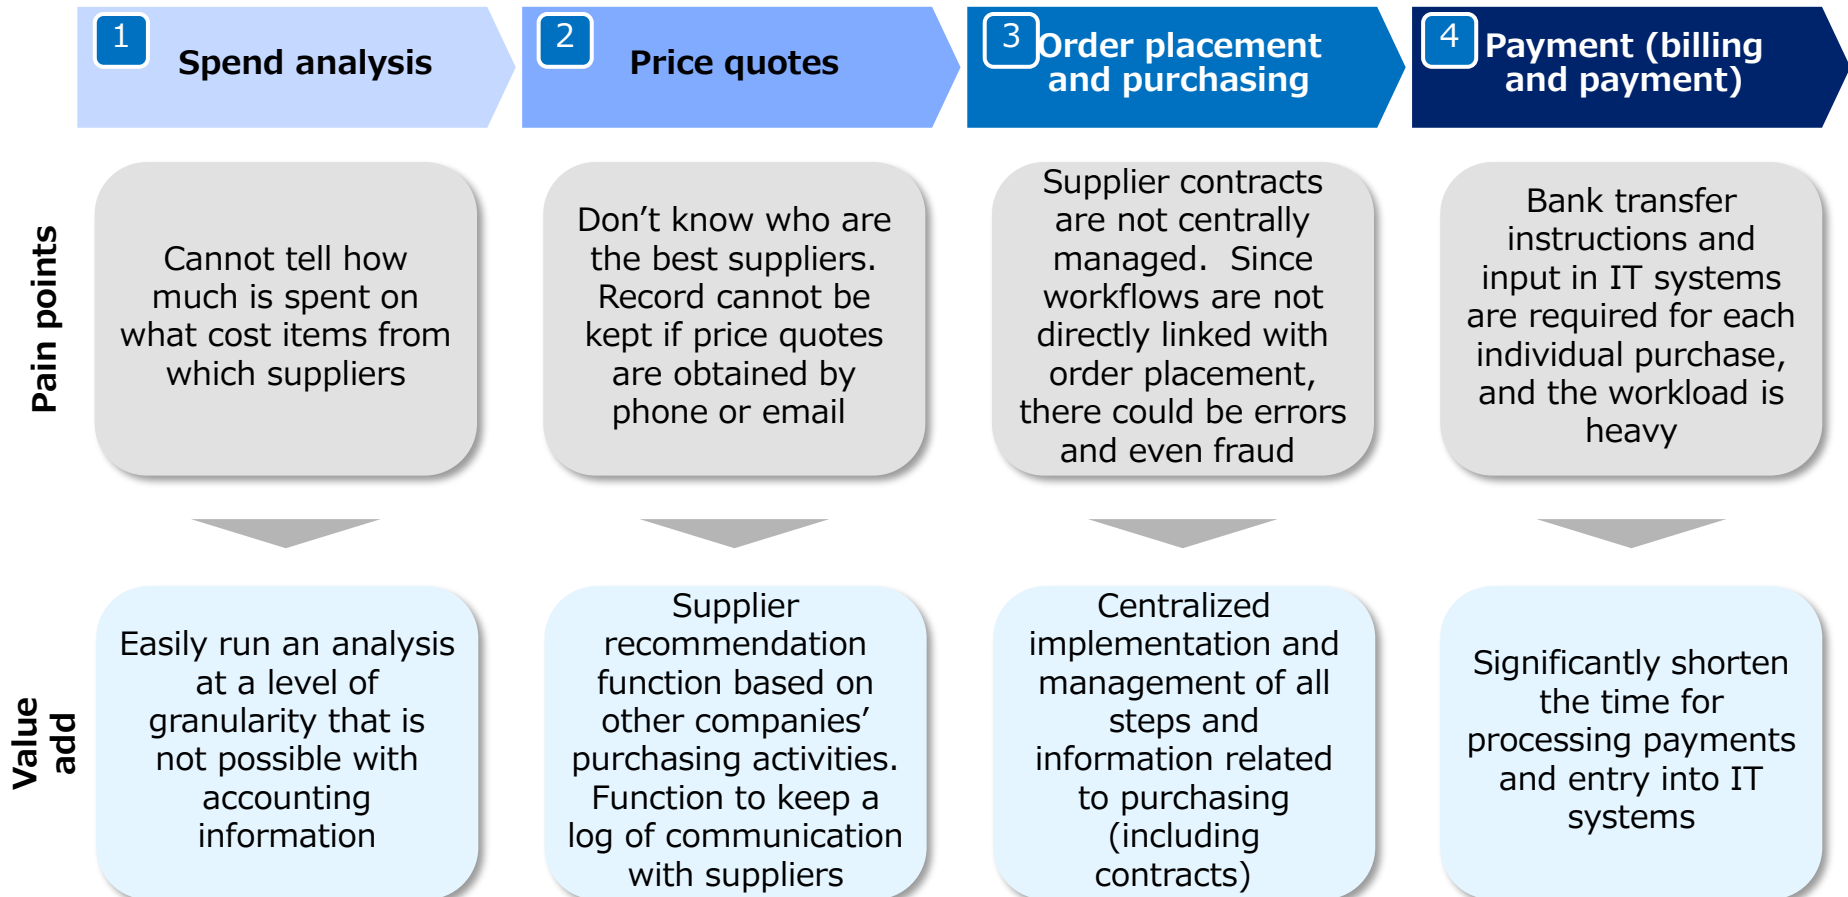 1
Spend analysis
2
Price quotes
3
Order placement
and purchasing
4
Payment (billing
and payment)
Pain points
Cannot tell how
much is spent on
what cost items from
which suppliers
Don’t know who are
the best suppliers.
Record cannot be
kept if price quotes
are obtained by
phone or email
Supplier contracts
are not centrally
managed.  Since
workflows are not
directly linked with
order placement,
there could be errors
and even fraud
Bank transfer
instructions and
input in IT systems
are required for each
individual purchase,
and the workload is
heavy
Value
add
Easily run an analysis
at a level of
granularity that is
not possible with
accounting
information
Supplier
recommendation
function based on
other companies’
purchasing activities.
Function to keep a
log of communication
with suppliers
Centralized
implementation and
management of all
steps and
information related
to purchasing
(including
contracts)
Significantly shorten
the time for
processing payments
and entry into IT
systems